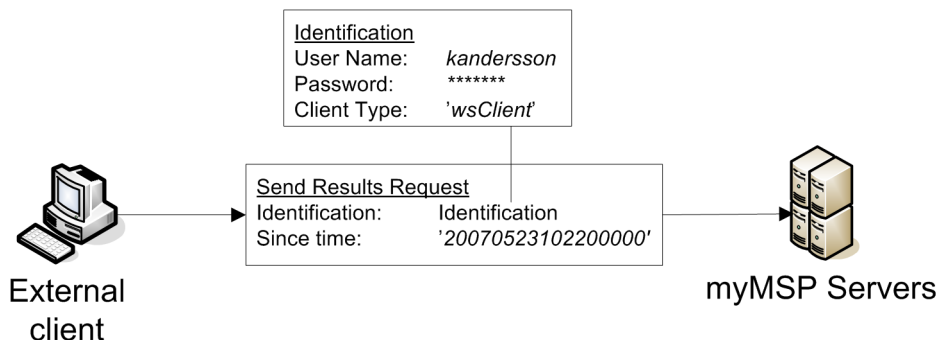 Identification
User Name: kandersson
Password: *******
Client Type: 'wsClient'
Send Results Request
Identification: Identification
Since time: '20070523102200000'
External
client
myMSP Servers